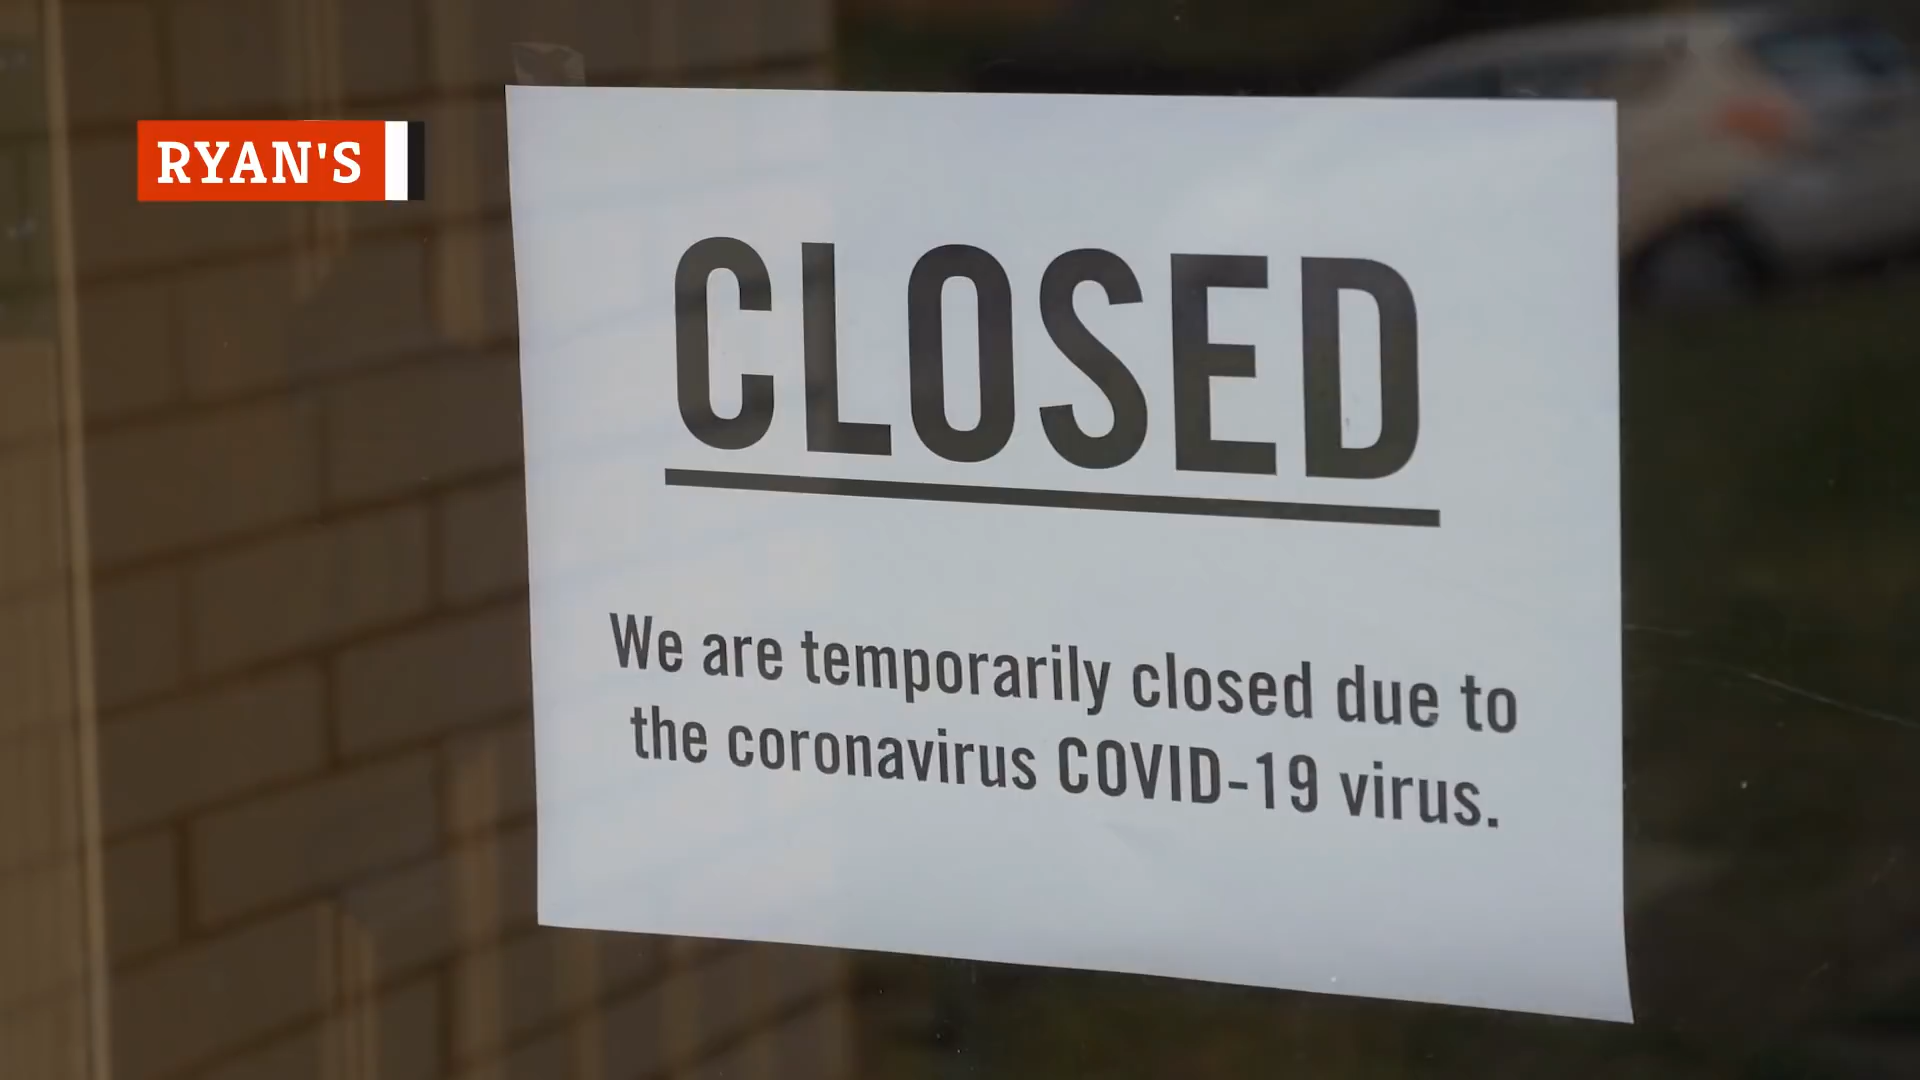 RYAN'S
CLOSED
We are temporarily closed due to
the coronavirus COVID-19 virus.